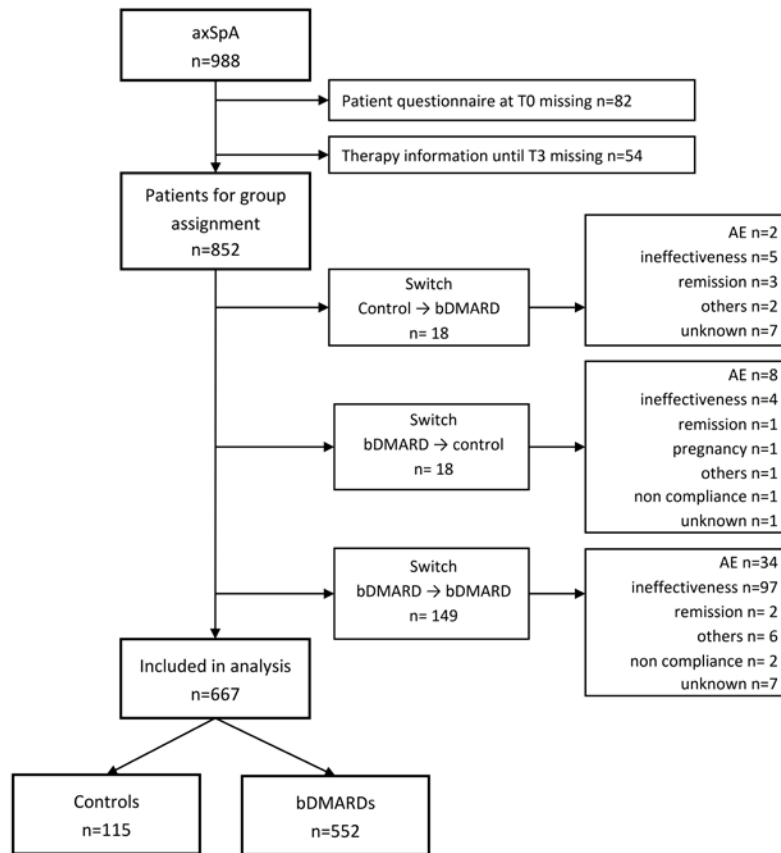 axSpA
n=988
Patient questionnaire at T0 missing n=82
Therapy information until T3 missing n=54
Patients for group
assignment
n=852
Switch
Control → bDMARD
n= 18
AE n=2
ineffectiveness n=5
remission n=3
others n=2
unknown n=7
Switch
bDMARD → control
n= 18
AE n=8
ineffectiveness n=4
remission n=1
pregnancy n=1
others n=1
non compliance n=1
unknown n=1
Switch
bDMARD → bDMARD
n= 149
AE n=34
ineffectiveness n=97
remission n= 2
others n= 6
non compliance n= 2
unknown n=7
Included in analysis
n=667
Controls
n=115
bDMARDs
n=552